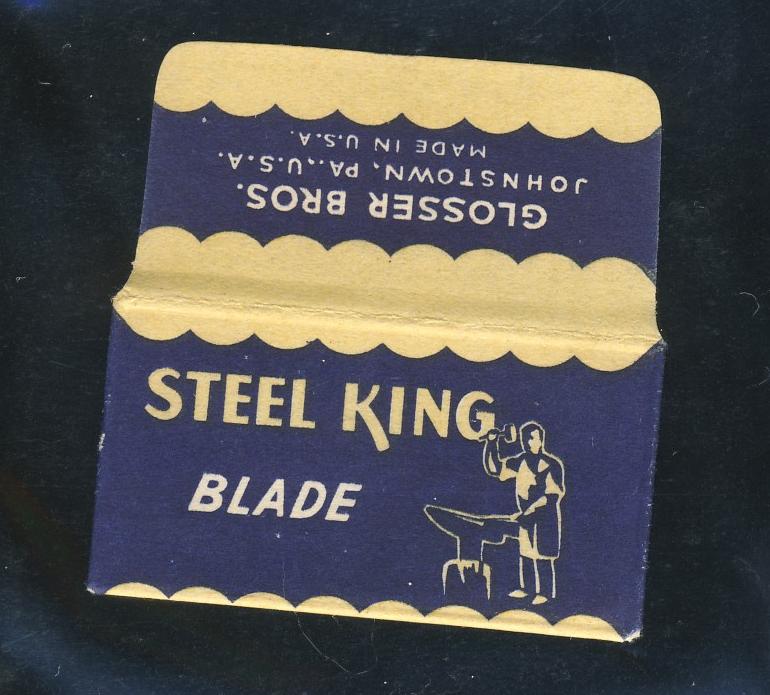 GLOSSER BROS.
JOHNSTOWN, PA., U.S.A.
MADE IN U.S.A.
STEEL KING
BLADE